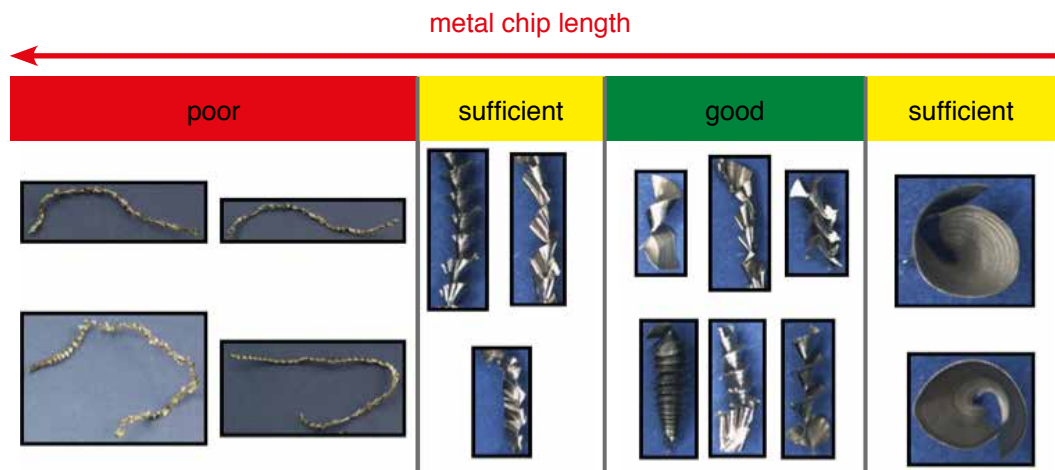 metal chip length
poor
sufficient
good
sufficient